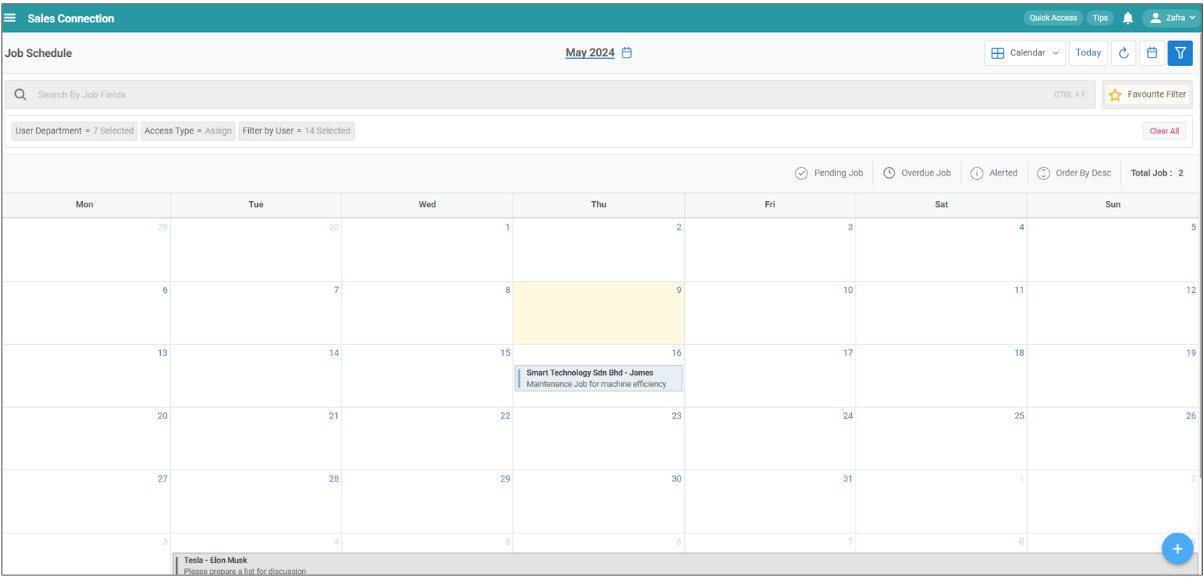 Sales Connection
Quick Access
Tips
Zafra
Job Schedule
May 2024
Calendar
Today
Search By Job Fields
CTRL + F
Favourite Filter
User Department = 7 Selected
Access Type = Assign
Filter by User = 14 Selected
Clear All
Pending Job
Overdue Job
Alerted
Order By Desc
Total Job : 2
Mon Tue Wed Thu Fri Sat Sun
29 30 1 2 3 4 5
6 7 8 9 10 11 12
13 14 15 16 17 18 19
Smart Technology Sdn Bhd - James
Maintenance Job for machine efficiency
20 21 22 23 24 25 26
27 28 29 30 31 1 2
3 4 5 6 7 8 9
Tesla - Elon Musk
Please prepare a list for discussion